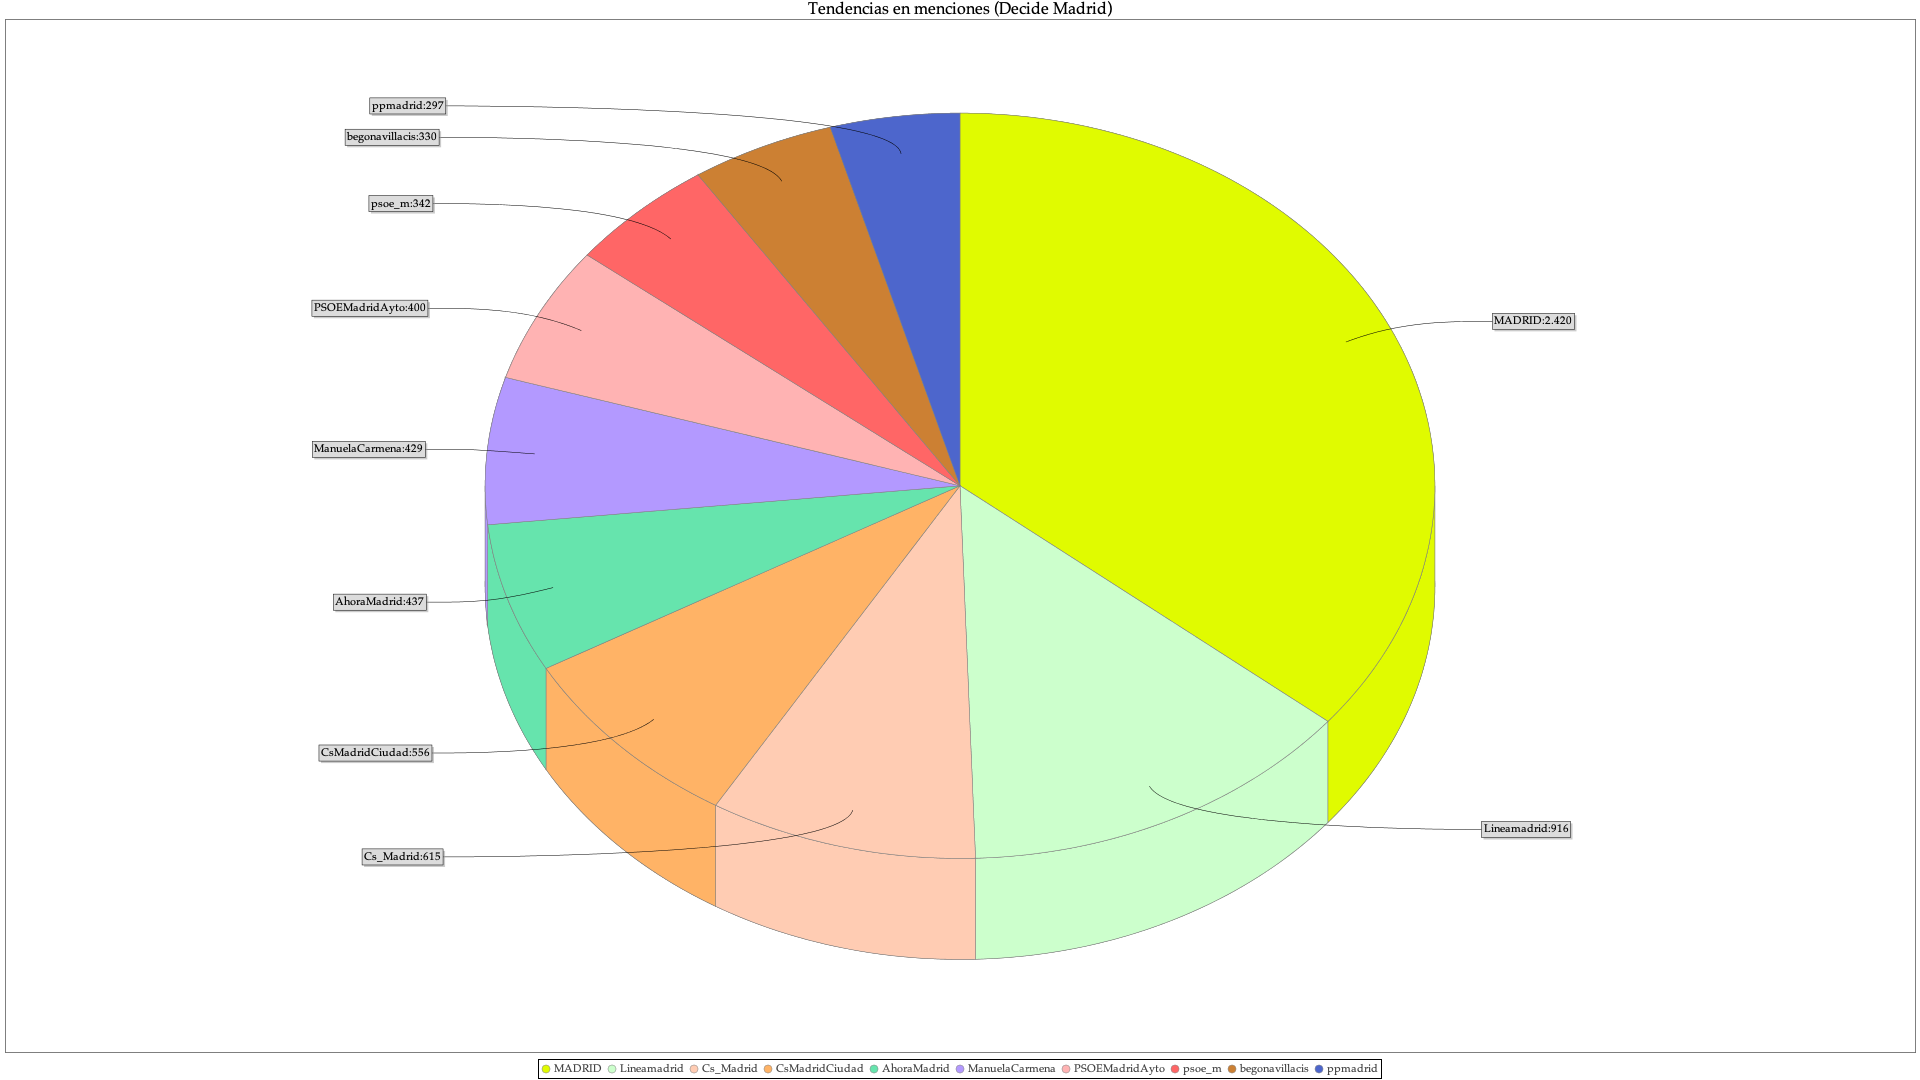 Tendencias en menciones (Decide Madrid)
ppmadrid:297
begonavillacis:330
psoe_m:342
PSOEMadridAyto:400
MADRID:2.420
ManuelaCarmena:429
AhoraMadrid:437
CsMadridCiudad:556
Lineamadrid:916
Cs_Madrid:615
MADRID Lineamadrid Cs_Madrid CsMadridCiudad AhoraMadrid ManuelaCarmena PSOEMadridAyto psoe_m begonavillacis ppmadrid